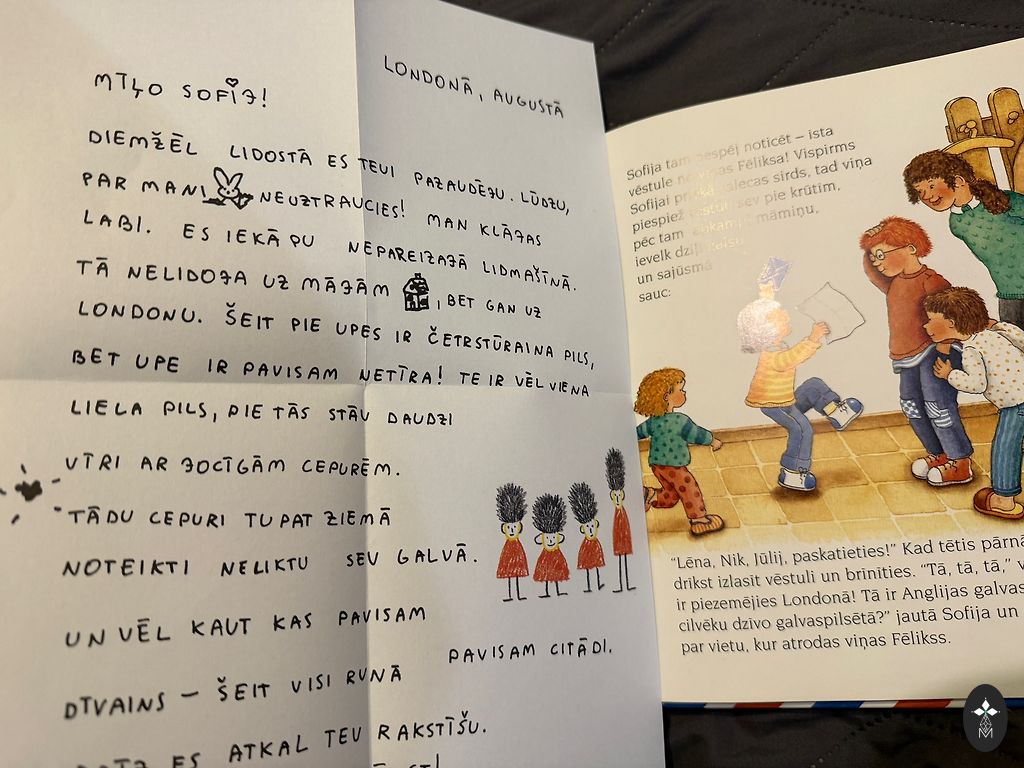 LONDONĀ, AUGUSTĀ
MĪĻO SOFIJ!
DIEMŽĒL LIDOSTĀ ES TEVI PAZAUDĒJU. LŪDZU,
PAR MANI NEUZTRAUCIES! MAN KLĀJAS
LABI. ES IEKĀPU NEPAREIZAJĀ LIDMAŠĪNĀ.
TĀ NELIDOJA UZ MĀJĀM, BET GAN UZ
LONDONU. ŠEIT PIE UPES IR ČETRSTŪRAINA PILS,
BET UPE IR PAVISAM NETĪRA! TE IR VĒL VIENA
LIELA PILS, PIE TĀS STĀV DAUDZI
VĪRI AR JOCĪGĀM CEPURĒM.
TĀDU CEPURI TU PAT ZIEMĀ
NOTEIKTI NELIKTU SEV GALVĀ.
UN VĒL KAUT KAS PAVISAM
DĪVAINS – ŠEIT VISI RUNĀ
PAVISAM CITĀDI.
ES ATKAL TEV RAKSTĪŠU.
Sofija tam nespēj noticēt – īsta
vēstule no viņas Fēliksa! Vispirms
Sofijai salecas sirds, tad viņa
piespiež vēstuli sev pie krūtīm,
pēc tam māmiņu,
ievelk dziļi
un sajūsmā
sauc:
"Lēna, Nik, Jūlij, paskatieties!" Kad tētis
drīkst izlasīt vēstuli un brīnīties. "Tā, tā, tā,"
ir piezemējies Londonā! Tā ir Anglijas
cilvēku dzīvo galvaspilsētā?" jautā Sofija un
par vietu, kur atrodas viņas Fēlikss.
M